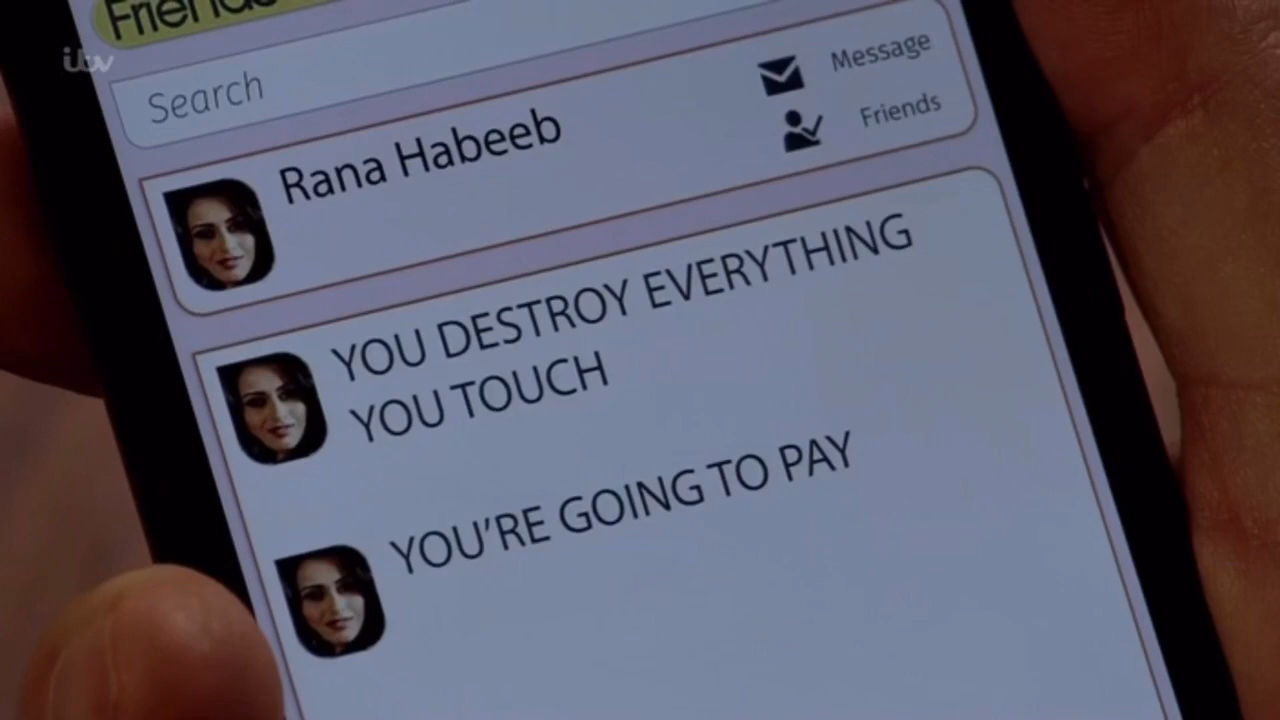 Friends
itv
Search
Message
Rana Habeeb
Friends
YOU DESTROY EVERYTHING
YOU TOUCH
YOU'RE GOING TO PAY